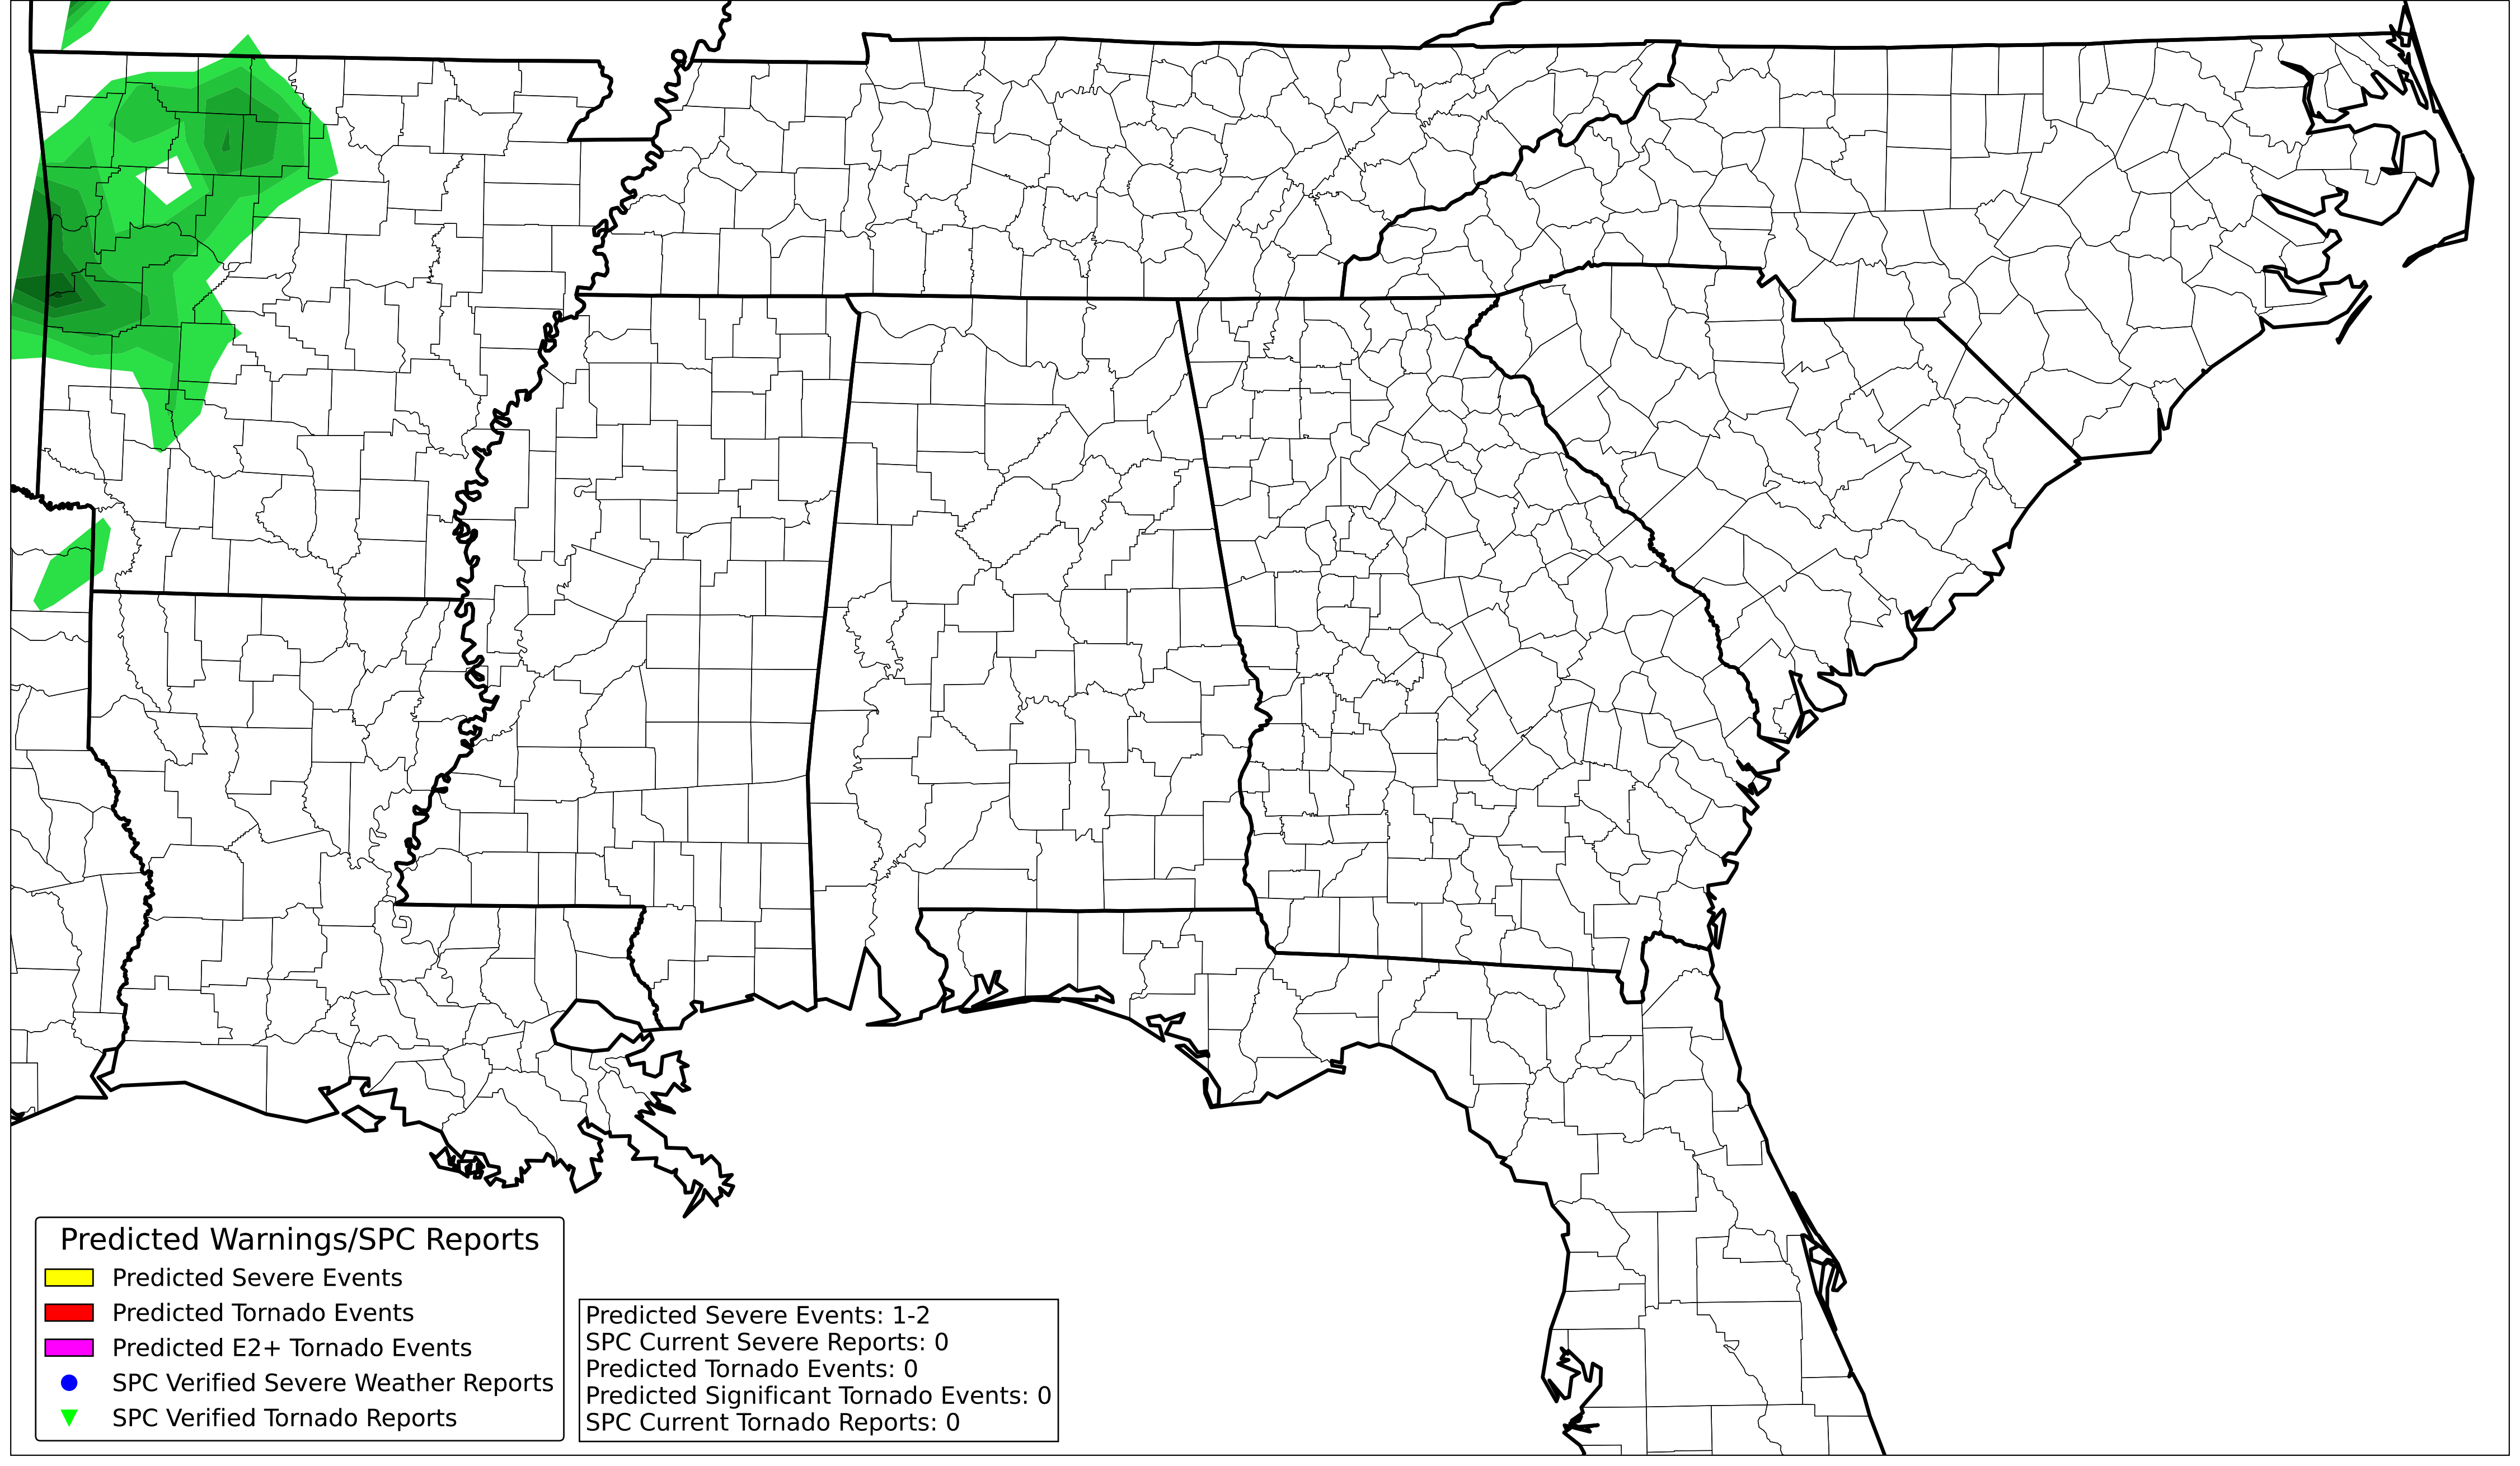 Predicted Warnings/SPC Reports
Predicted Severe Events
Predicted Tornado Events
Predicted E2+ Tornado Events
SPC Verified Severe Weather Reports
SPC Verified Tornado Reports
Predicted Severe Events: 1-2
SPC Current Severe Reports: 0
Predicted Tornado Events: 0
Predicted Significant Tornado Events: 0
SPC Current Tornado Reports: 0